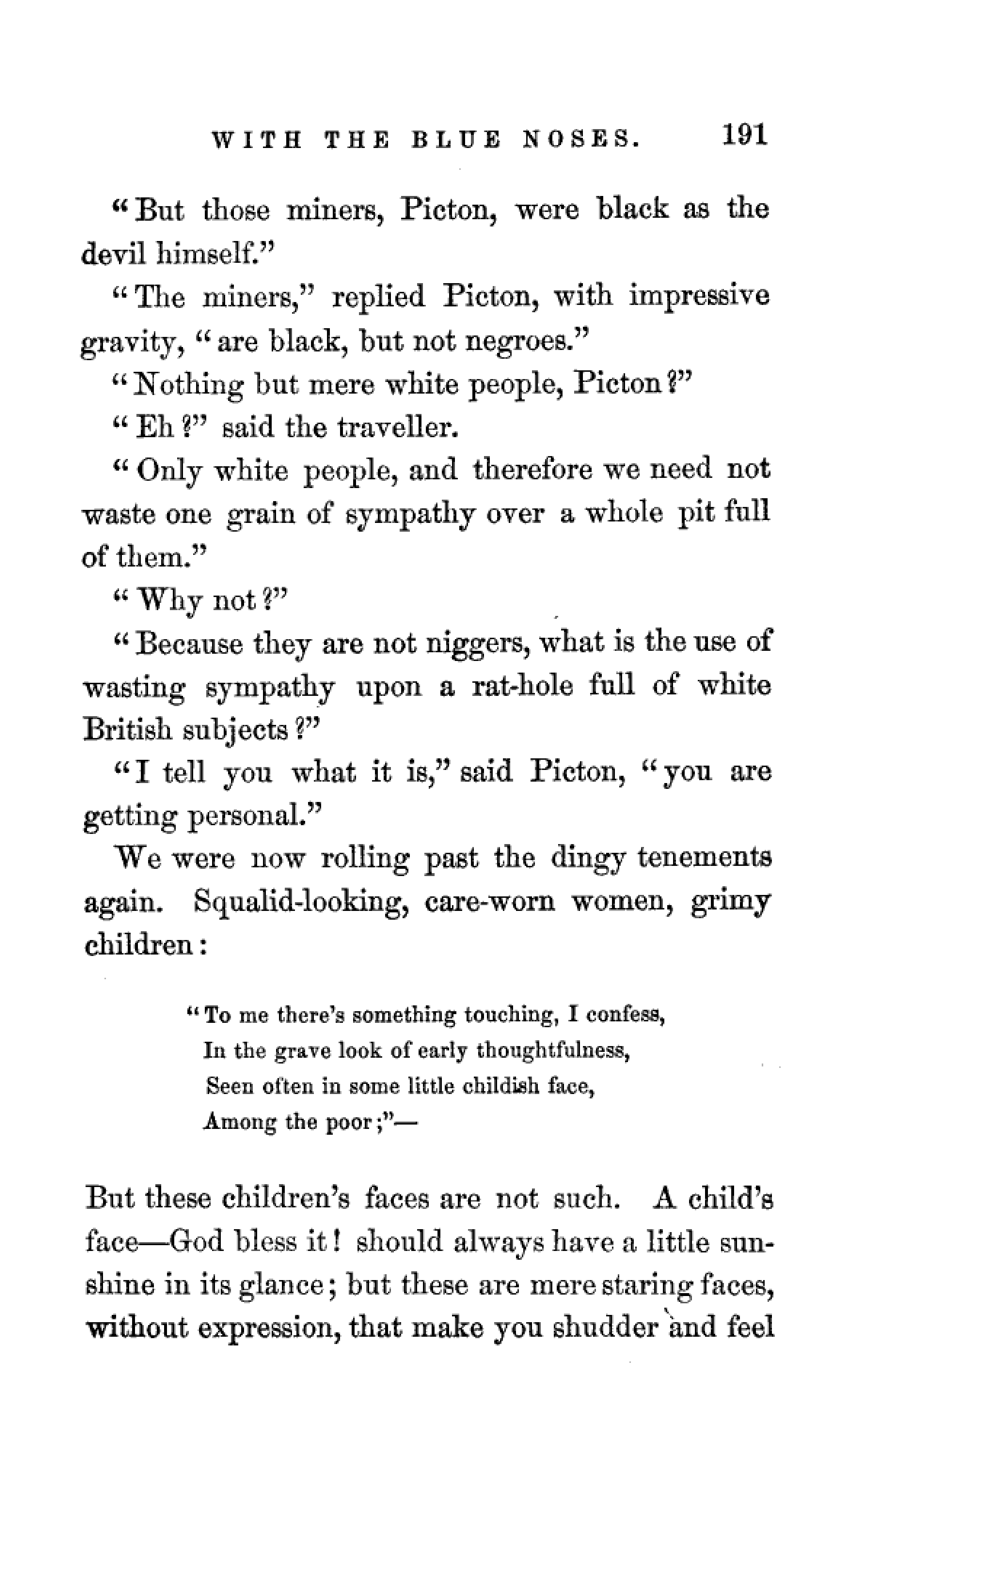 WITH THE BLUE NOSES. 191
“But those miners, Picton, were black as the
devil himself.”
“The miners,” replied Picton, with impressive
gravity, “are black, but not negroes.”
“Nothing but mere white people, Picton?”
“Eh?” said the traveller.
“Only white people, and therefore we need not
waste one grain of sympathy over a whole pit full
of them.”
“Why not?”
“Because they are not niggers, what is the use of
wasting sympathy upon a rat-hole full of white
British subjects?”
“I tell you what it is,” said Picton, “you are
getting personal.”
We were now rolling past the dingy tenements
again. Squalid-looking, care-worn women, grimy
children:
“To me there’s something touching, I confess,
In the grave look of early thoughtfulness,
Seen often in some little childish face,
Among the poor;”—
But these children’s faces are not such. A child’s
face—God bless it! should always have a little sun-
shine in its glance; but these are mere staring faces,
without expression, that make you shudder and feel